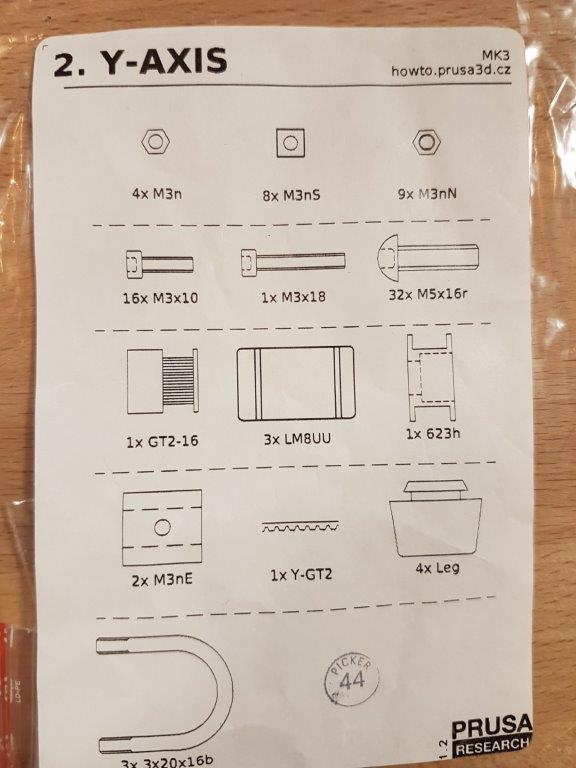 2. Y-AXIS
MK3
howto.prusa3d.cz
4x M3n
8x M3nS
9x M3nN
16x M3x10
1x M3x18
32x M5x16r
1x GT2-16
3x LM8UU
1x 623h
2x M3nE
1x Y-GT2
4x Leg
PICKER
44
3x 3x20x16b
1.2
PRUSA
RESEARCH
LD-PE